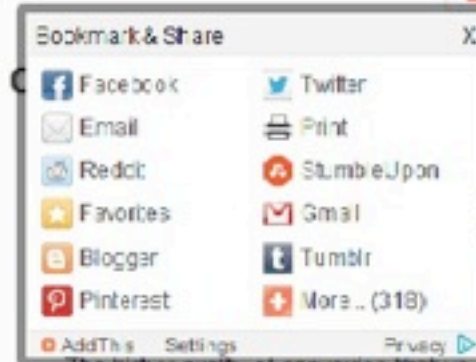 Bookmark & Share X
Facebook Twitter
Email Print
Reddit StumbleUpon
Favorites Gmail
Blogger Tumblr
Pinterest More... (318)
AddThis Settings Privacy